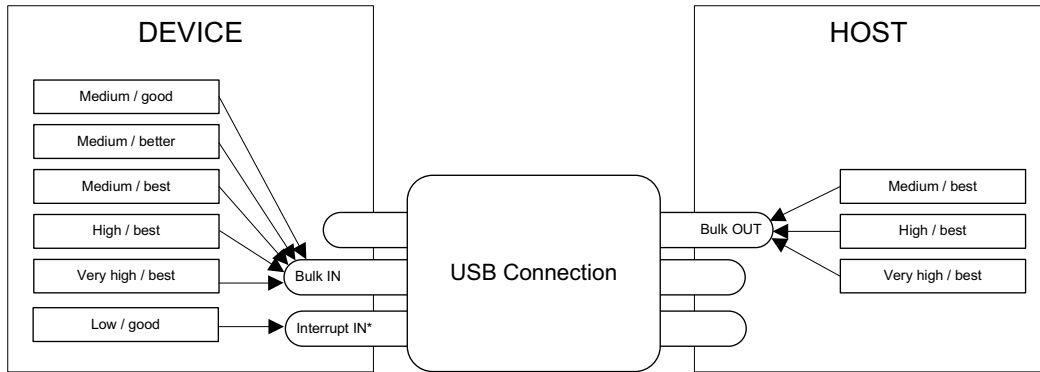 DEVICE
HOST
Medium / good
Medium / better
Medium / best
High / best
Very high / best
Low / good
Bulk IN
Interrupt IN*
USB Connection
Bulk OUT
Medium / best
High / best
Very high / best